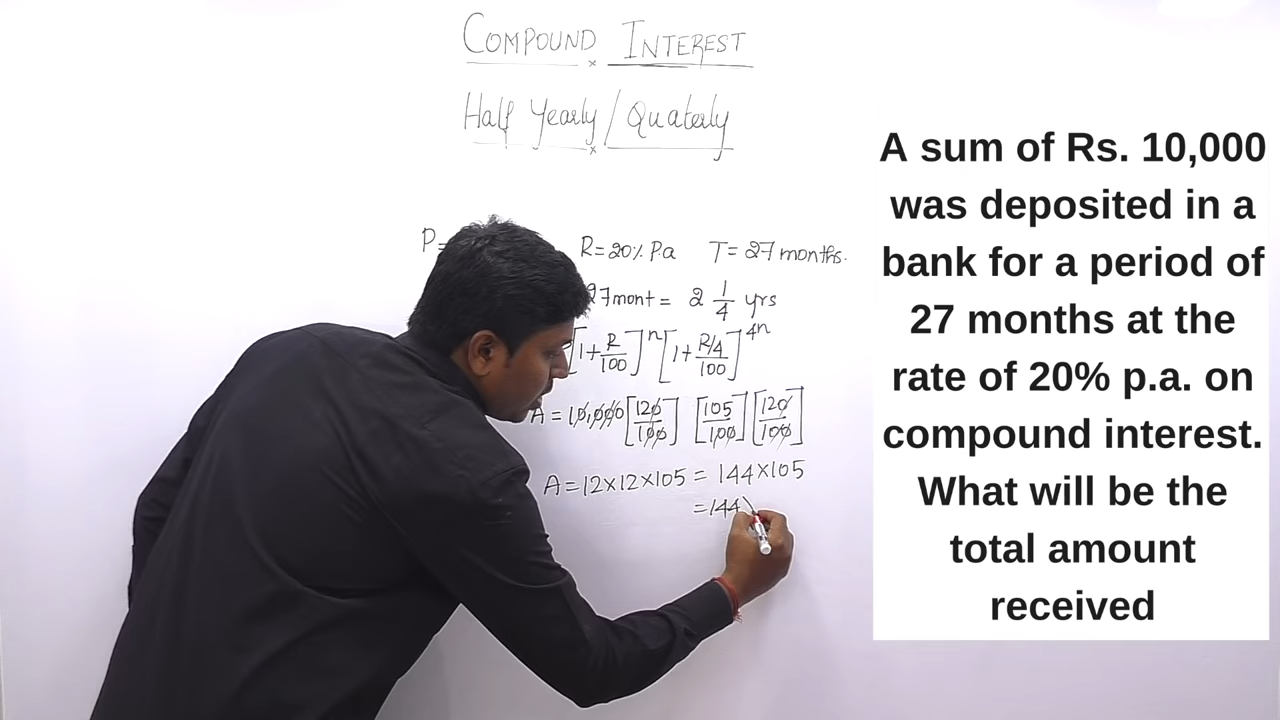 COMPOUND INTEREST
Half Yearly / Quaterly
P= R=20% P.a T= 27 months.
27mont = 2 1/4 yrs
[1+R/100]^n [1+R/4/100]^4n
A = 10,000 [120/100] [105/100] [120/100]
A=12×12×105 = 144×105
=144
A sum of Rs. 10,000
was deposited in a
bank for a period of
27 months at the
rate of 20% p.a. on
compound interest.
What will be the
total amount
received